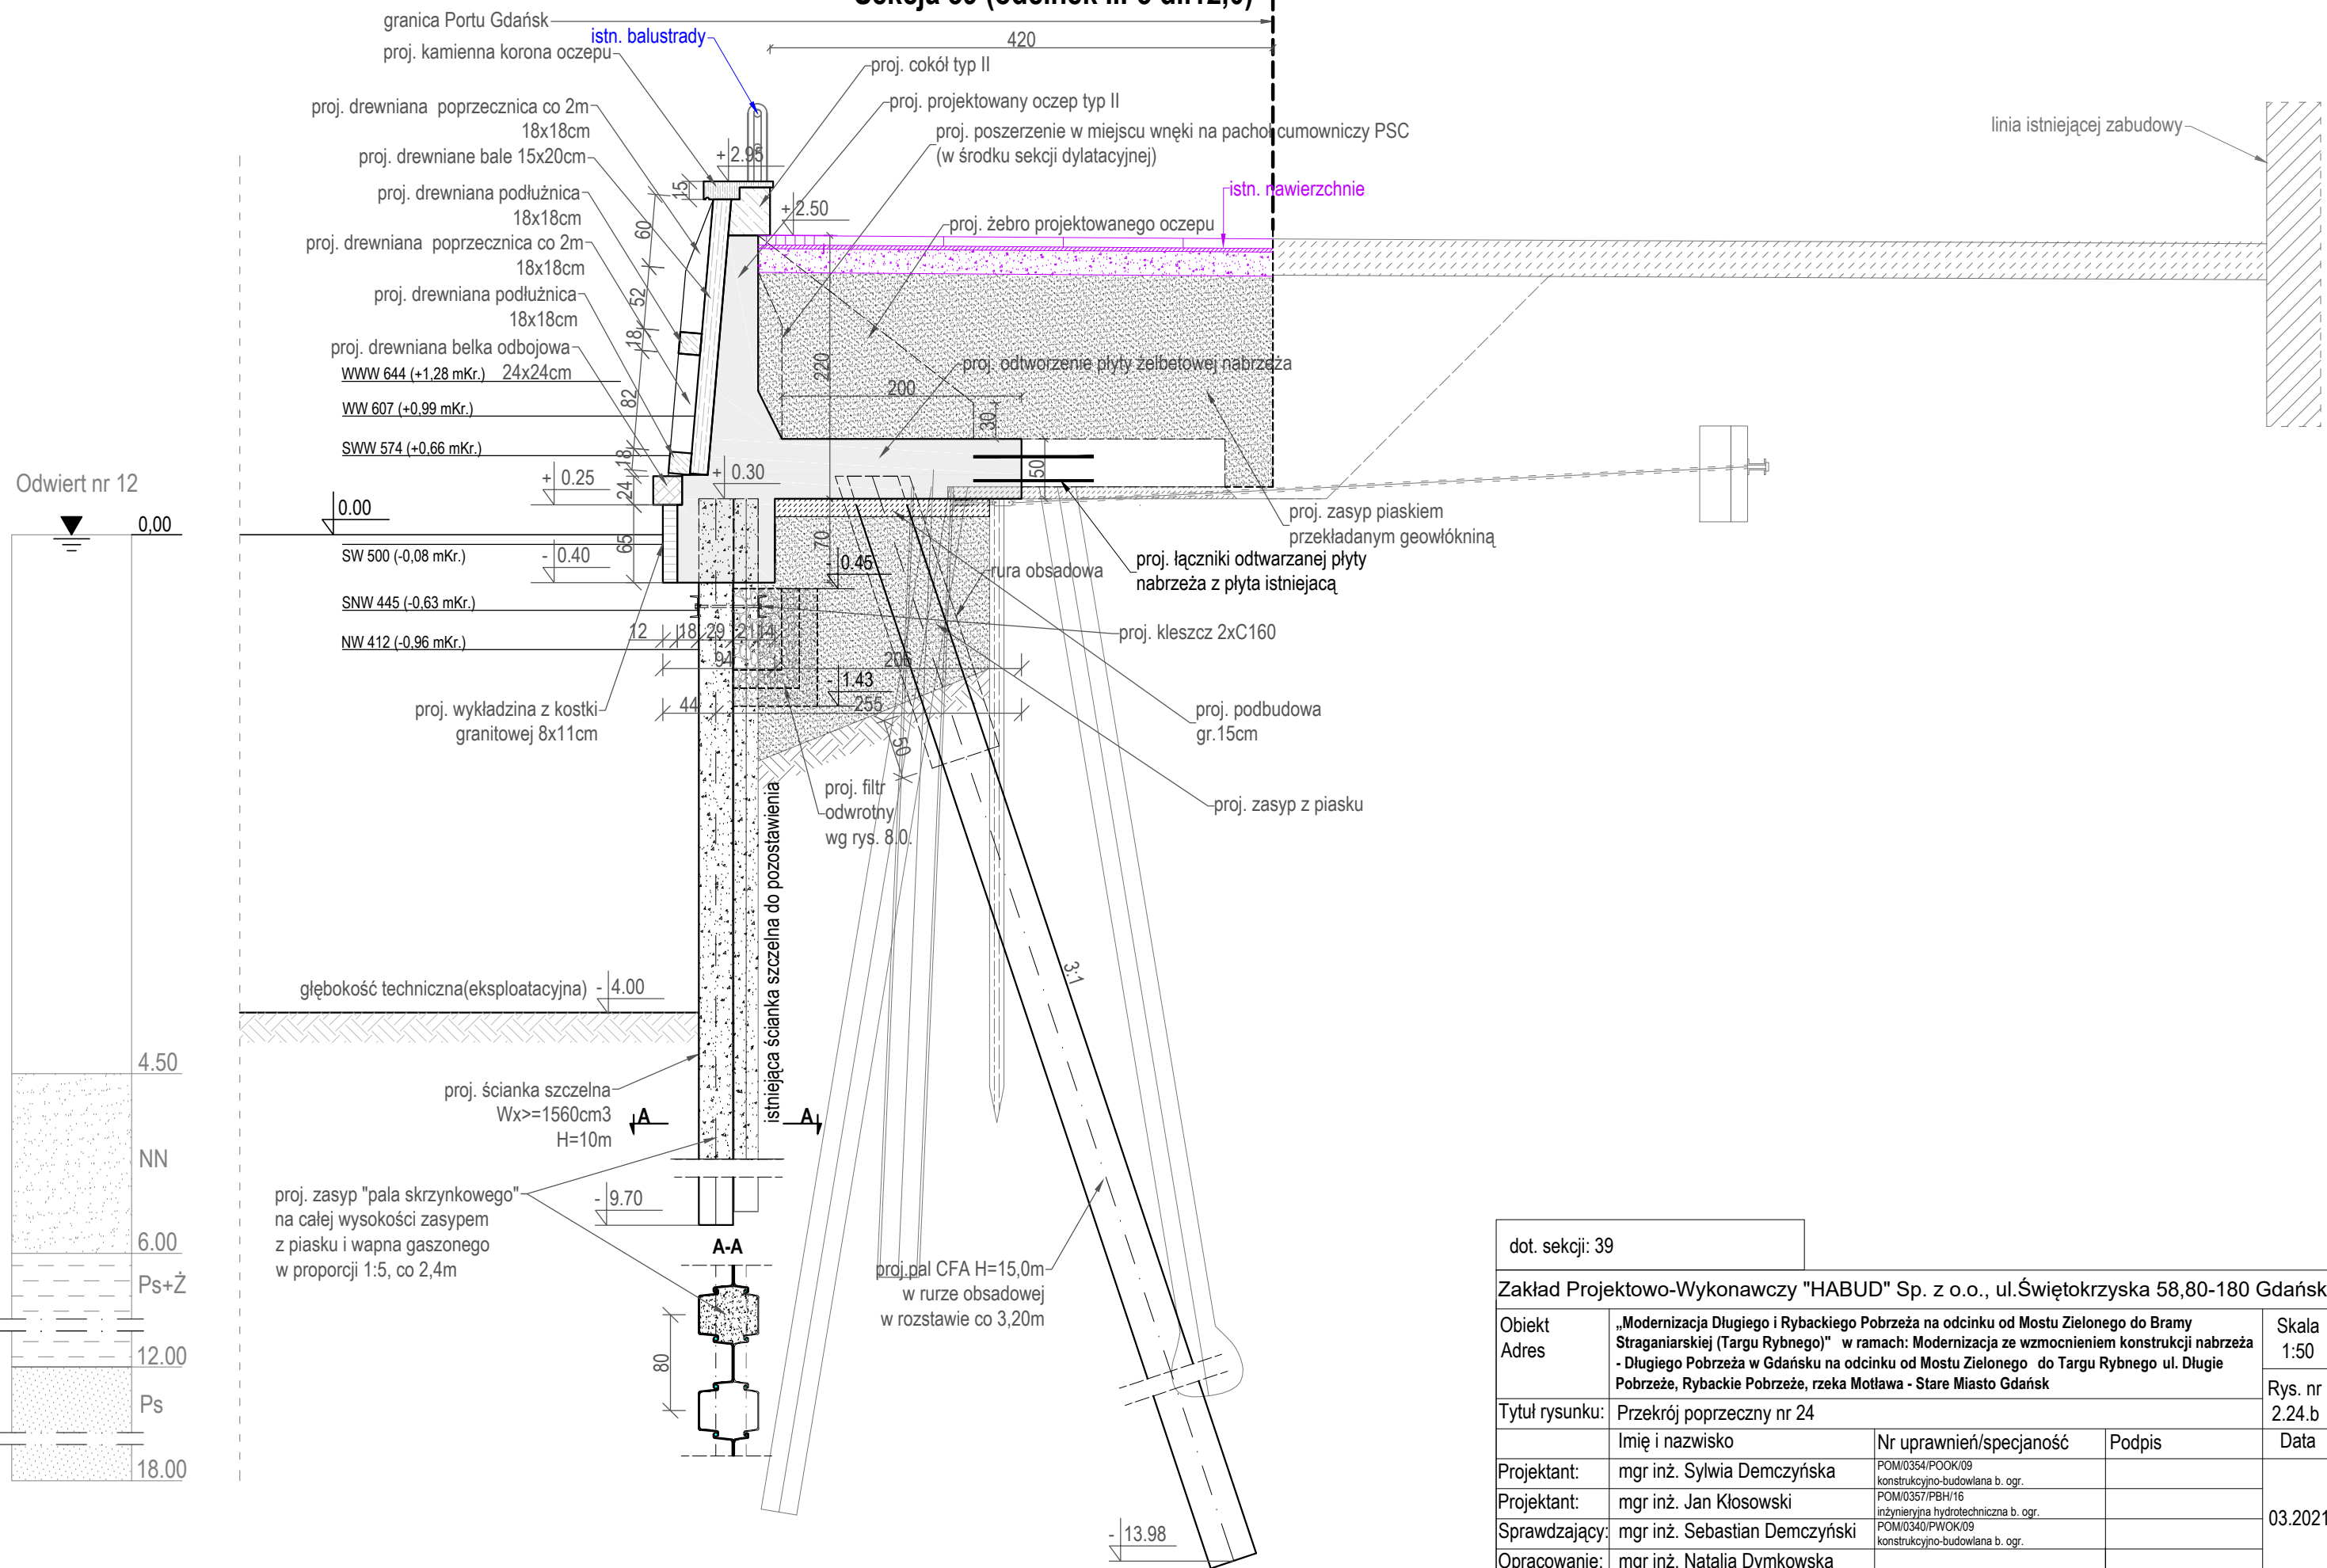 granica Portu Gdańsk
istn. balustrady
420
proj. kamienna korona oczepu
proj. cokół typ II
proj. drewniana poprzecznica co 2m
18x18cm
proj. projektowany oczep typ II
proj. poszerzenie w miejscu wnęki na pachoł cumowniczy PSC
(w środku sekcji dylatacyjnej)
linia istniejącej zabudowy
proj. drewniane bale 15x20cm
+ 2.95
15
proj. drewniana podłużnica
18x18cm
istn. nawierzchnie
+ 2.50
proj. żebro projektowanego oczepu
60
proj. drewniana poprzecznica co 2m
18x18cm
proj. drewniana podłużnica
18x18cm
52
18
proj. drewniana belka odbojowa
24x24cm
220
proj. odtworzenie płyty żelbetowej nabrzeża
200
30
82
WWW 644 (+1,28 mKr.)
WW 607 (+0,99 mKr.)
SWW 574 (+0,66 mKr.)
18
24
50
+ 0.25
+ 0.30
Odwiert nr 12
0,00
0.00
SW 500 (-0,08 mKr.)
65
- 0.40
70
- 0.45
proj. zasyp piaskiem
przekładanym geowłókniną
proj. łączniki odtwarzanej płyty
nabrzeża z płyta istniejacą
rura obsadowa
SNW 445 (-0,63 mKr.)
NW 412 (-0,96 mKr.)
12
18
29
21
14
proj. kleszcz 2xC160
94
206
- 1.43
44
255
50
proj. wykładzina z kostki
granitowej 8x11cm
proj. podbudowa
gr.15cm
proj. filtr
odwrotny
wg rys. 8.0.
proj. zasyp z piasku
istniejąca ścianka szczelna do pozostawienia
3:1
głębokość techniczna(eksploatacyjna)
- 4.00
4.50
proj. ścianka szczelna
Wx>=1560cm3
H=10m
A
A
NN
proj. zasyp "pala skrzynkowego"
na całej wysokości zasypem
z piasku i wapna gaszonego
w proporcji 1:5, co 2,4m
- 9.70
6.00
Ps+Ż
12.00
Ps
18.00
A-A
80
proj.pal CFA H=15,0m
w rurze obsadowej
w rozstawie co 3,20m
- 13.98
dot. sekcji: 39
Zakład Projektowo-Wykonawczy "HABUD" Sp. z o.o., ul.Świętokrzyska 58,80-180 Gdańsk
Obiekt
Adres
„Modernizacja Długiego i Rybackiego Pobrzeża na odcinku od Mostu Zielonego do Bramy
Straganiarskiej (Targu Rybnego)" w ramach: Modernizacja ze wzmocnieniem konstrukcji nabrzeża
- Długiego Pobrzeża w Gdańsku na odcinku od Mostu Zielonego do Targu Rybnego ul. Długie
Pobrzeże, Rybackie Pobrzeże, rzeka Motława - Stare Miasto Gdańsk
Skala
1:50
Rys. nr
2.24.b
Tytuł rysunku: Przekrój poprzeczny nr 24
Imię i nazwisko
Nr uprawnień/specjaność
Podpis
Data
Projektant: mgr inż. Sylwia Demczyńska
POM/0354/POOK/09
konstrukcyjno-budowlana b. ogr.
Projektant: mgr inż. Jan Kłosowski
POM/0357/PBH/16
inżynieryjna hydrotechniczna b. ogr.
03.2021
Sprawdzający: mgr inż. Sebastian Demczyński
POM/0340/PWOK/09
konstrukcyjno-budowlana b. ogr.
Opracowanie: mgr inż. Natalia Dymkowska